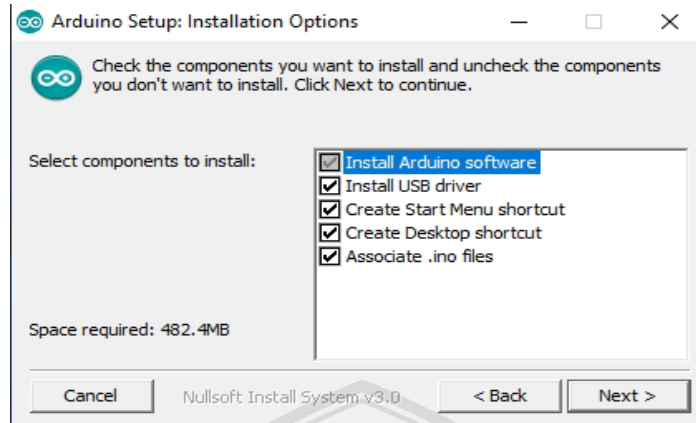 Arduino Setup: Installation Options
Check the components you want to install and uncheck the components
you don't want to install. Click Next to continue.
Select components to install:
Install Arduino software
Install USB driver
Create Start Menu shortcut
Create Desktop shortcut
Associate .ino files
Space required: 482.4MB
Cancel
Nullsoft Install System v3.0
< Back
Next >